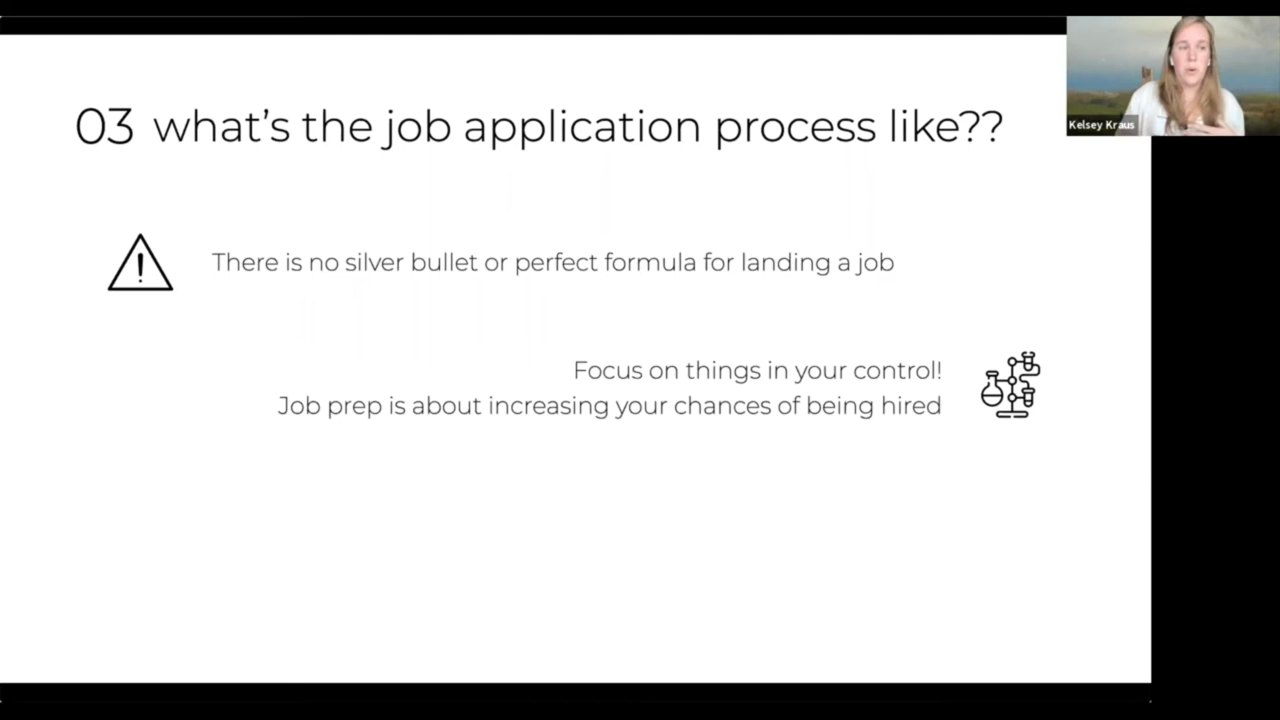 03 what's the job application process like??
There is no silver bullet or perfect formula for landing a job
Focus on things in your control!
Job prep is about increasing your chances of being hired
Kelsey Kraus